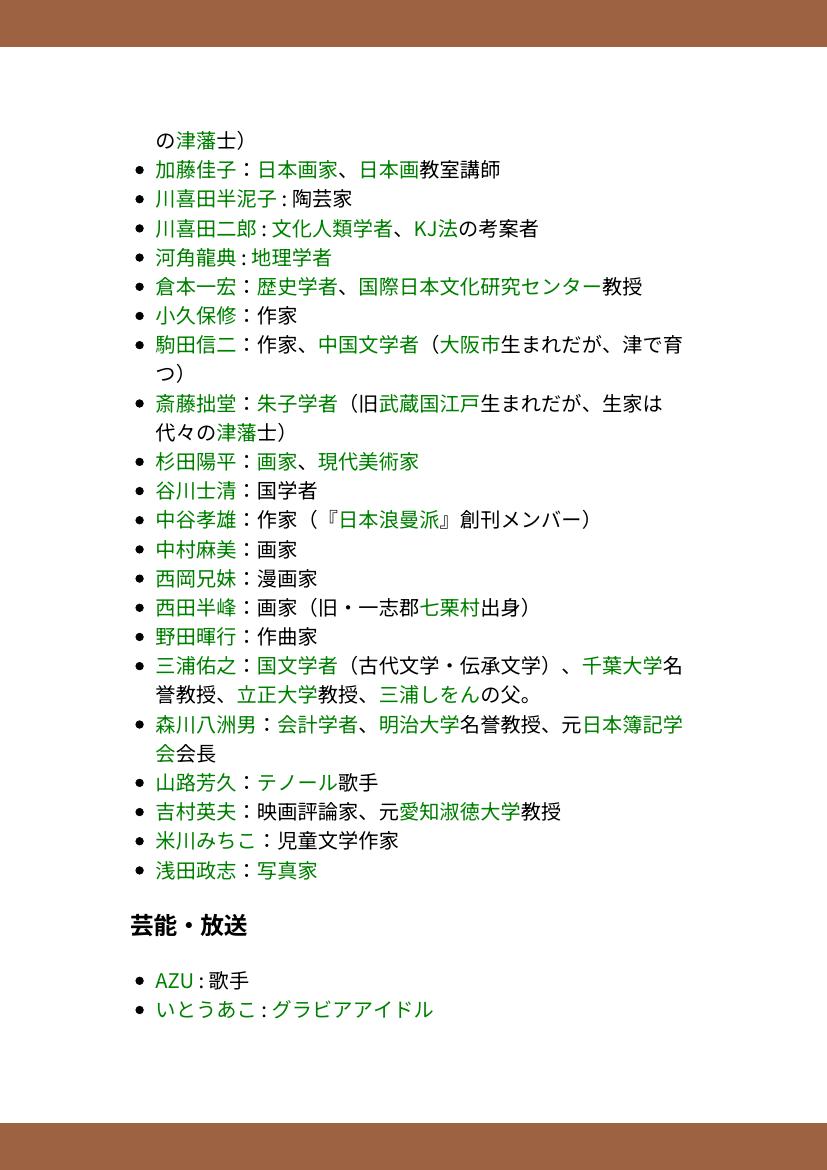 の津藩士）
加藤佳子：日本画家、日本画教室講師
川喜田半泥子 : 陶芸家
川喜田二郎 : 文化人類学者、KJ法の考案者
河角龍典 : 地理学者
倉本一宏：歴史学者、国際日本文化研究センター教授
小久保修：作家
駒田信二：作家、中国文学者（大阪市生まれだが、津で育
つ）
斎藤拙堂：朱子学者（旧武蔵国江戸生まれだが、生家は
代々の津藩士）
杉田陽平：画家、現代美術家
谷川士清：国学者
中谷孝雄：作家（『日本浪曼派』創刊メンバー）
中村麻美：画家
西岡兄妹：漫画家
西田半峰：画家（旧・一志郡七栗村出身）
野田暉行：作曲家
三浦佑之：国文学者（古代文学・伝承文学）、千葉大学名
誉教授、立正大学教授、三浦しをんの父。
森川八洲男：会計学者、明治大学名誉教授、元日本簿記学
会会長
山路芳久：テノール歌手
吉村英夫：映画評論家、元愛知淑徳大学教授
米川みちこ：児童文学作家
浅田政志：写真家
芸能・放送
AZU : 歌手
いとうあこ : グラビアアイドル